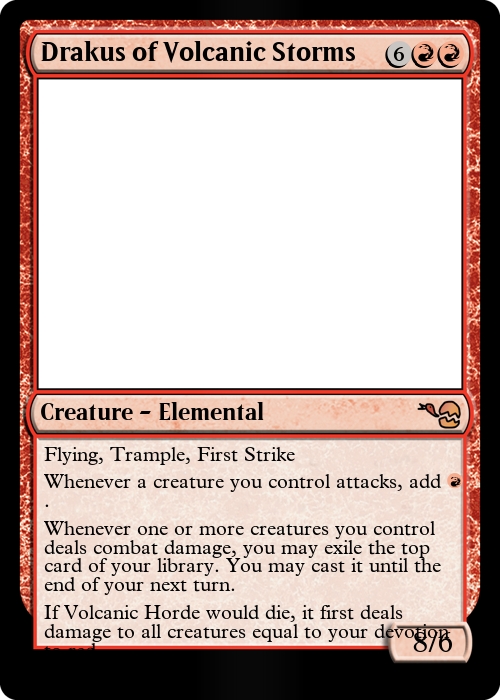 Drakus of Volcanic Storms 6
Creature – Elemental
Flying, Trample, First Strike
Whenever a creature you control attacks, add
.
Whenever one or more creatures you control
deals combat damage, you may exile the top
card of your library. You may cast it until the
end of your next turn.
If Volcanic Horde would die, it first deals
damage to all creatures equal to your devotion
to red.
8/6